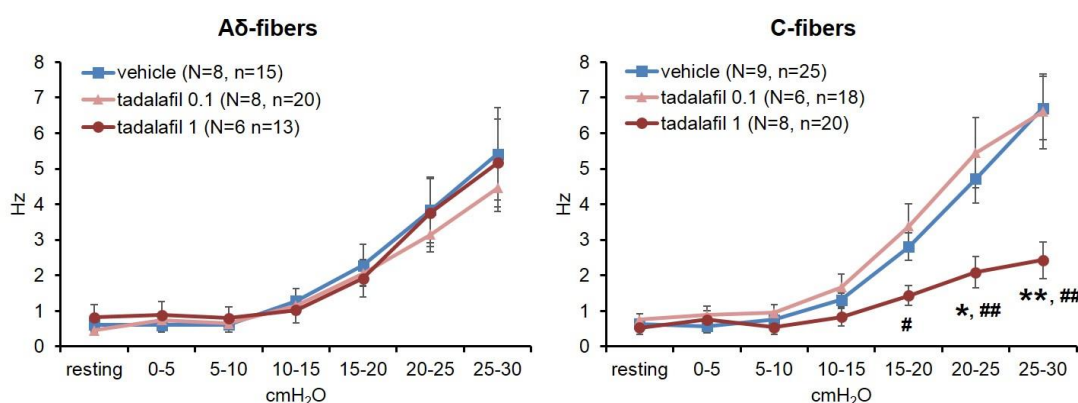 Aδ-fibers
8
7
6
5
4
3
2
1
0
Hz
vehicle (N=8, n=15)
tadalafil 0.1 (N=8, n=20)
tadalafil 1 (N=6 n=13)
resting 0-5 5-10 10-15 15-20 20-25 25-30
cmH₂O
C-fibers
8
7
6
5
4
3
2
1
0
Hz
vehicle (N=9, n=25)
tadalafil 0.1 (N=6, n=18)
tadalafil 1 (N=8, n=20)
#
*, ##
**, ##
resting 0-5 5-10 10-15 15-20 20-25 25-30
cmH₂O